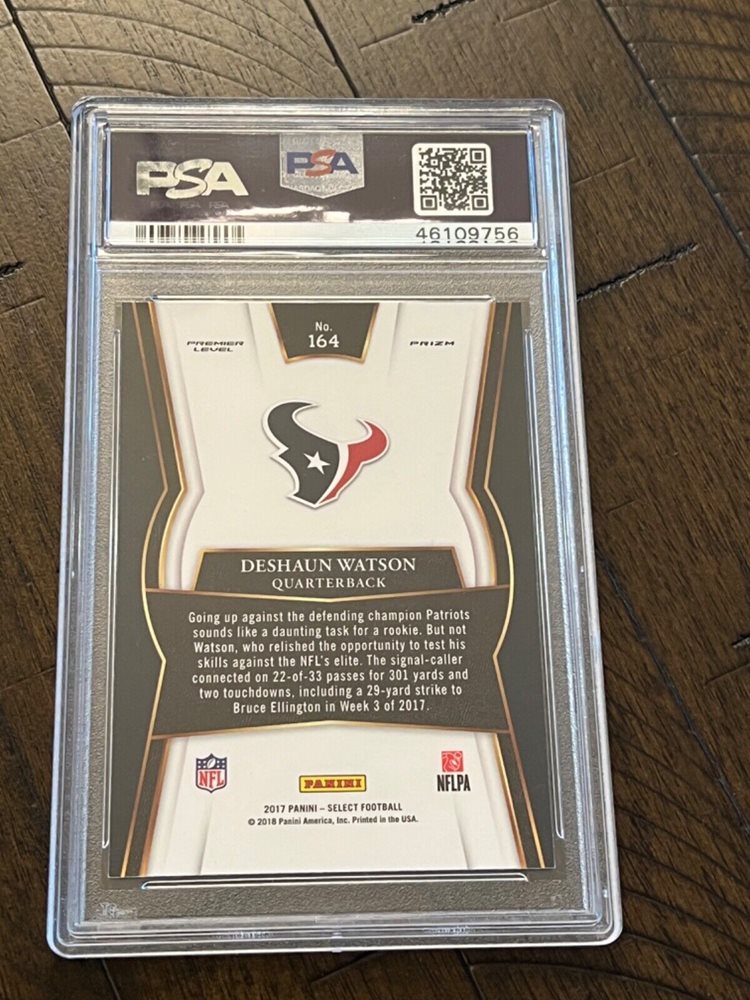 PSA
PSA
46109756
No.
164
PREMIER
LEVEL
PRIZM
DESHAUN WATSON
QUARTERBACK
Going up against the defending champion Patriots
sounds like a daunting task for a rookie. But not
Watson, who relished the opportunity to test his
skills against the NFL's elite. The signal-caller
connected on 22-of-33 passes for 301 yards and
two touchdowns, including a 29-yard strike to
Bruce Ellington in Week 3 of 2017.
NFL
PANINI
NFLPA
2017 PANINI – SELECT FOOTBALL
© 2018 Panini America, Inc. Printed in the USA.